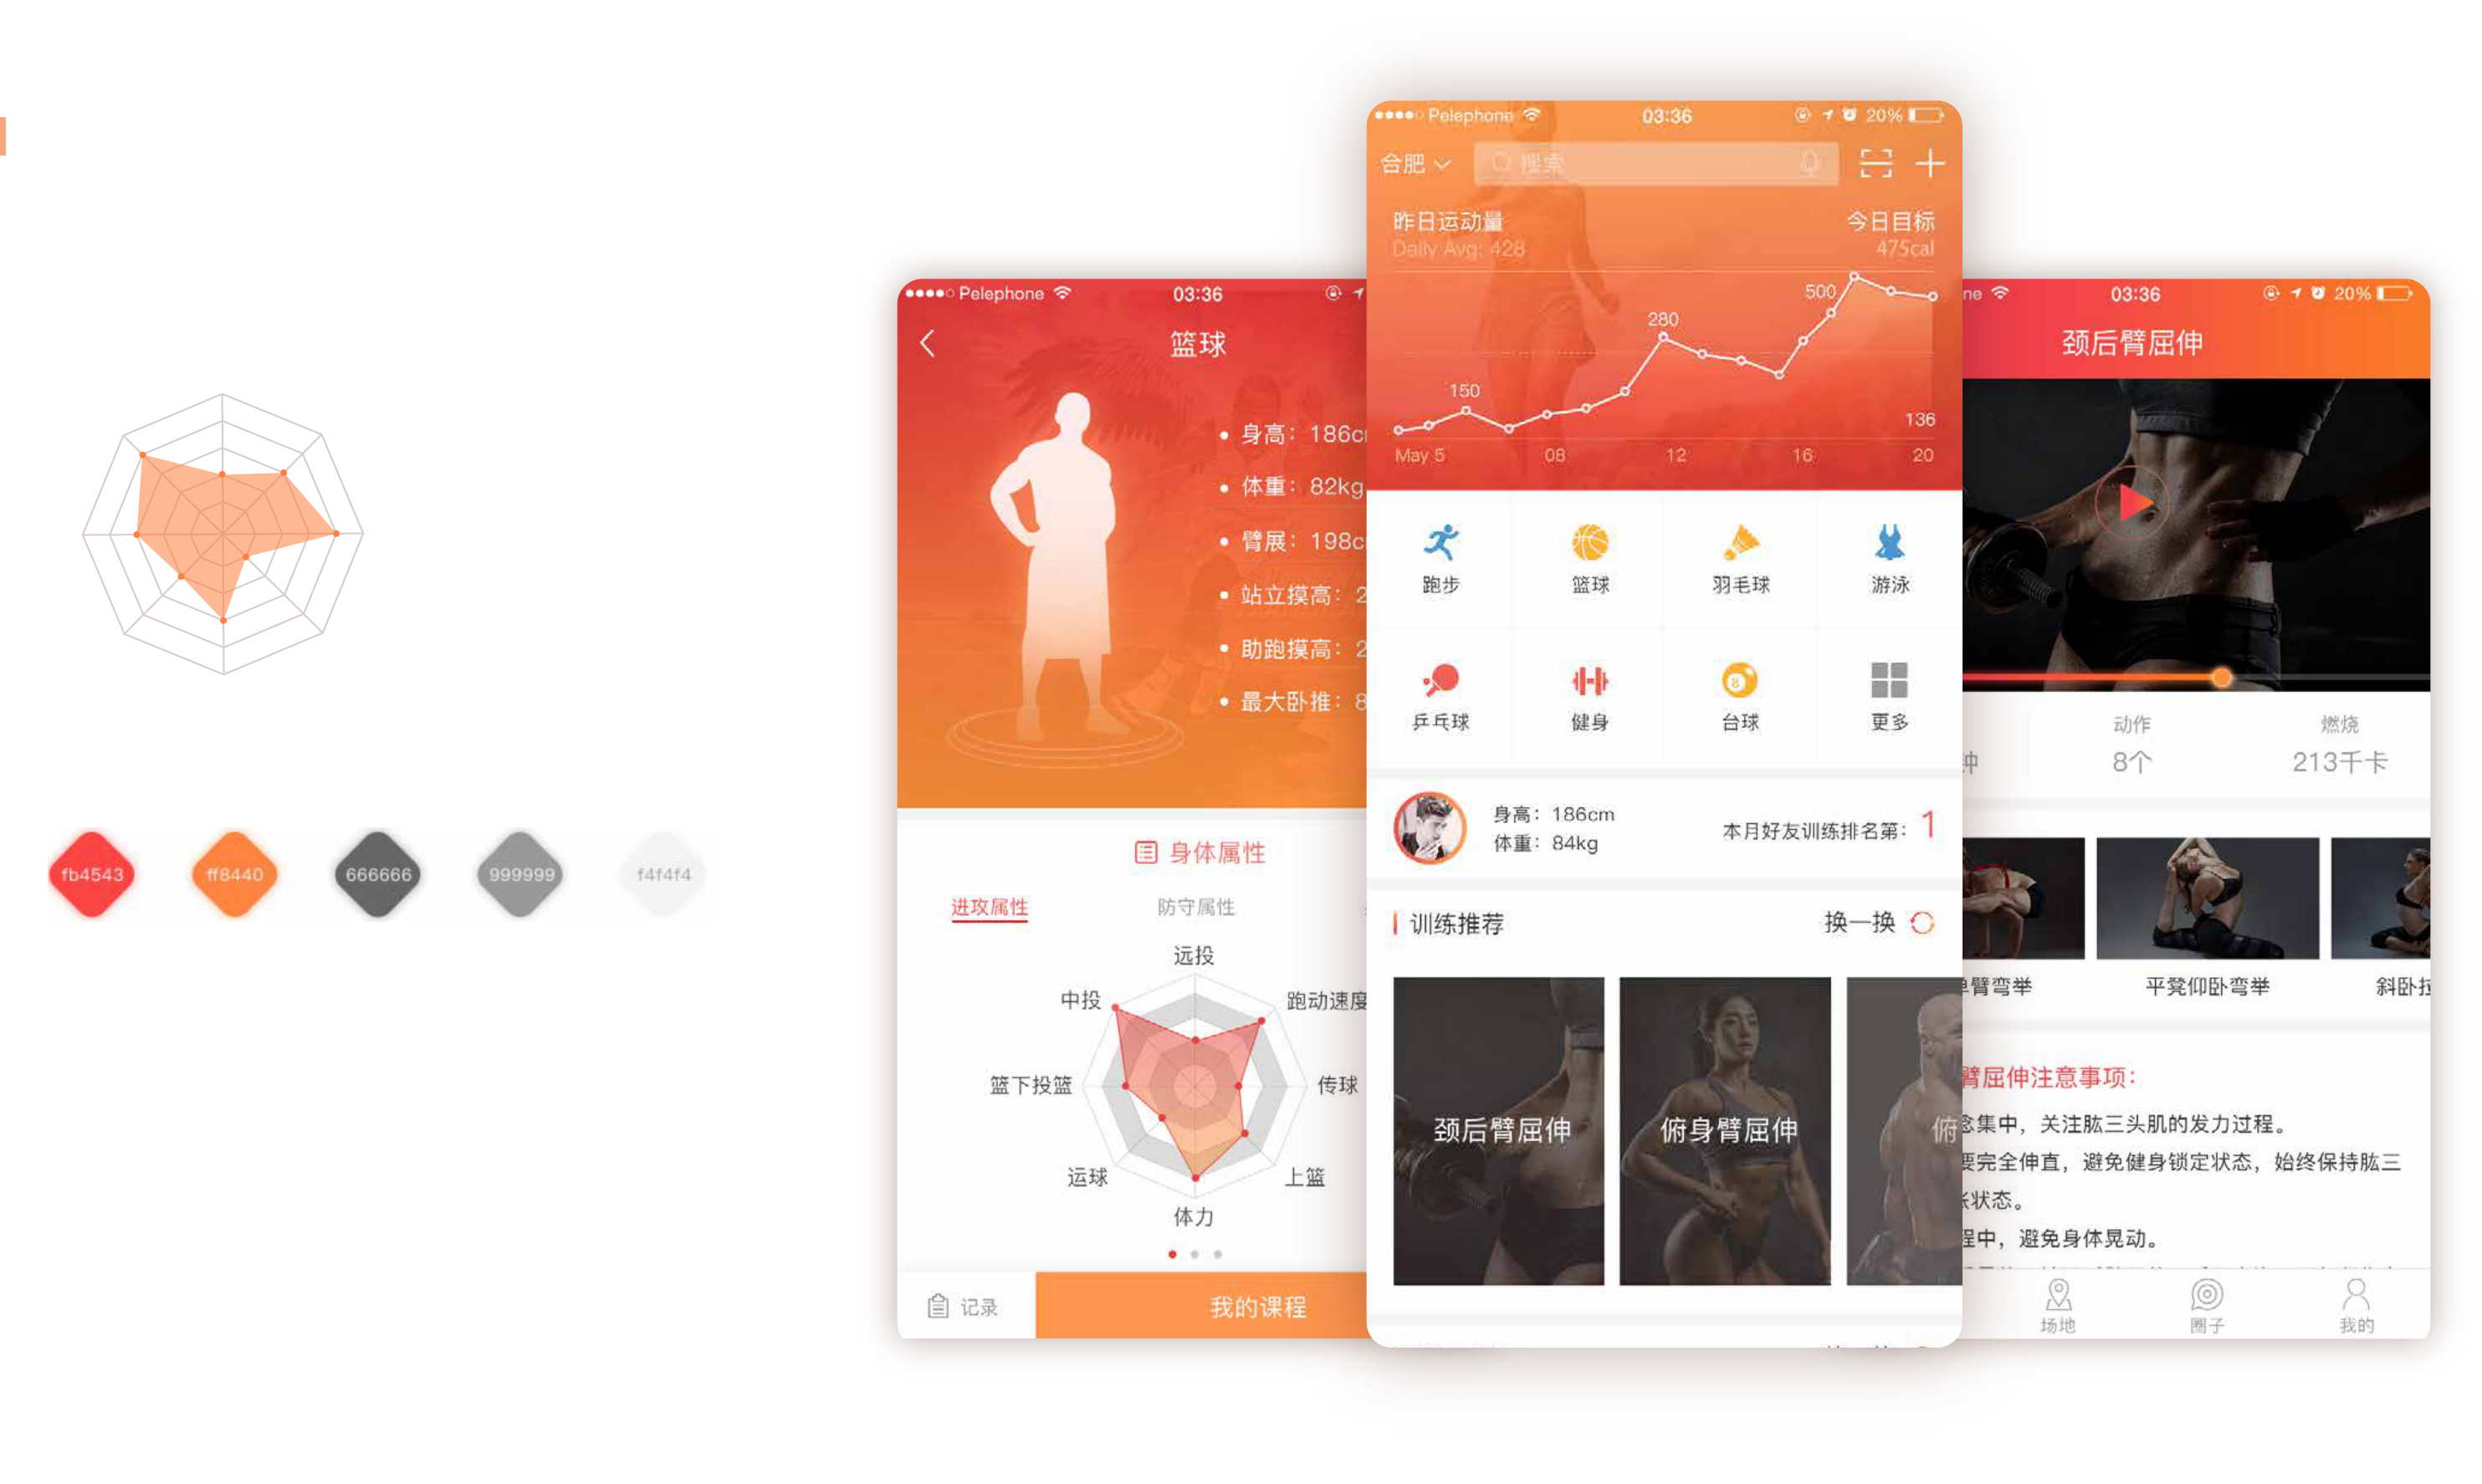 fb4543
ff8440
666666
999999
f4f4f4
Pelephone
03:36
篮球
身高：186c
体重：82kg
臂展：198c
站立摸高：2
助跑摸高：2
最大卧推：8
身体属性
进攻属性
防守属性
远投
中投
跑动速度
篮下投篮
传球
运球
上篮
体力
记录
我的课程
Pelephone
03:36
20%
合肥
搜索
昨日运动量
今日目标
Daily Avg: 428
475cal
500
280
150
136
May 5
08
12
16
20
跑步
篮球
羽毛球
游泳
乒乓球
健身
8
台球
更多
身高：186cm
体重：84kg
本月好友训练排名第：1
训练推荐
换一换
颈后臂屈伸
俯身臂屈伸
俯
ne
03:36
20%
颈后臂屈伸
动作
燃烧
钟
8个
213千卡
臂弯举
平凳仰卧弯举
斜卧拉
臂屈伸注意事项：
念集中，关注肱三头肌的发力过程。
要完全伸直，避免健身锁定状态，始终保持肱三
状态。
程中，避免身体晃动。
场地
圈子
我的